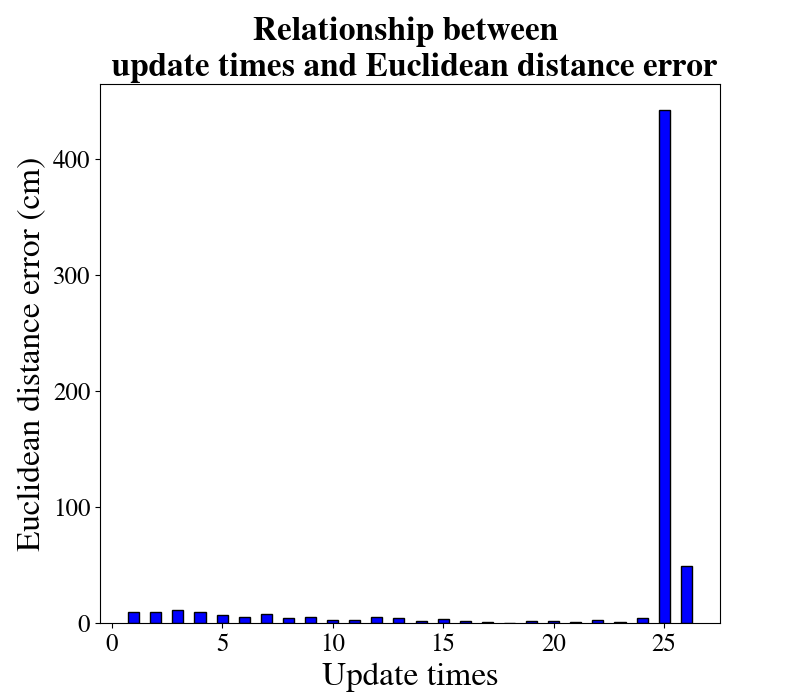 Relationship between
update times and Euclidean distance error
Euclidean distance error (cm)
400
300
200
100
0
0 5 10 15 20 25
Update times